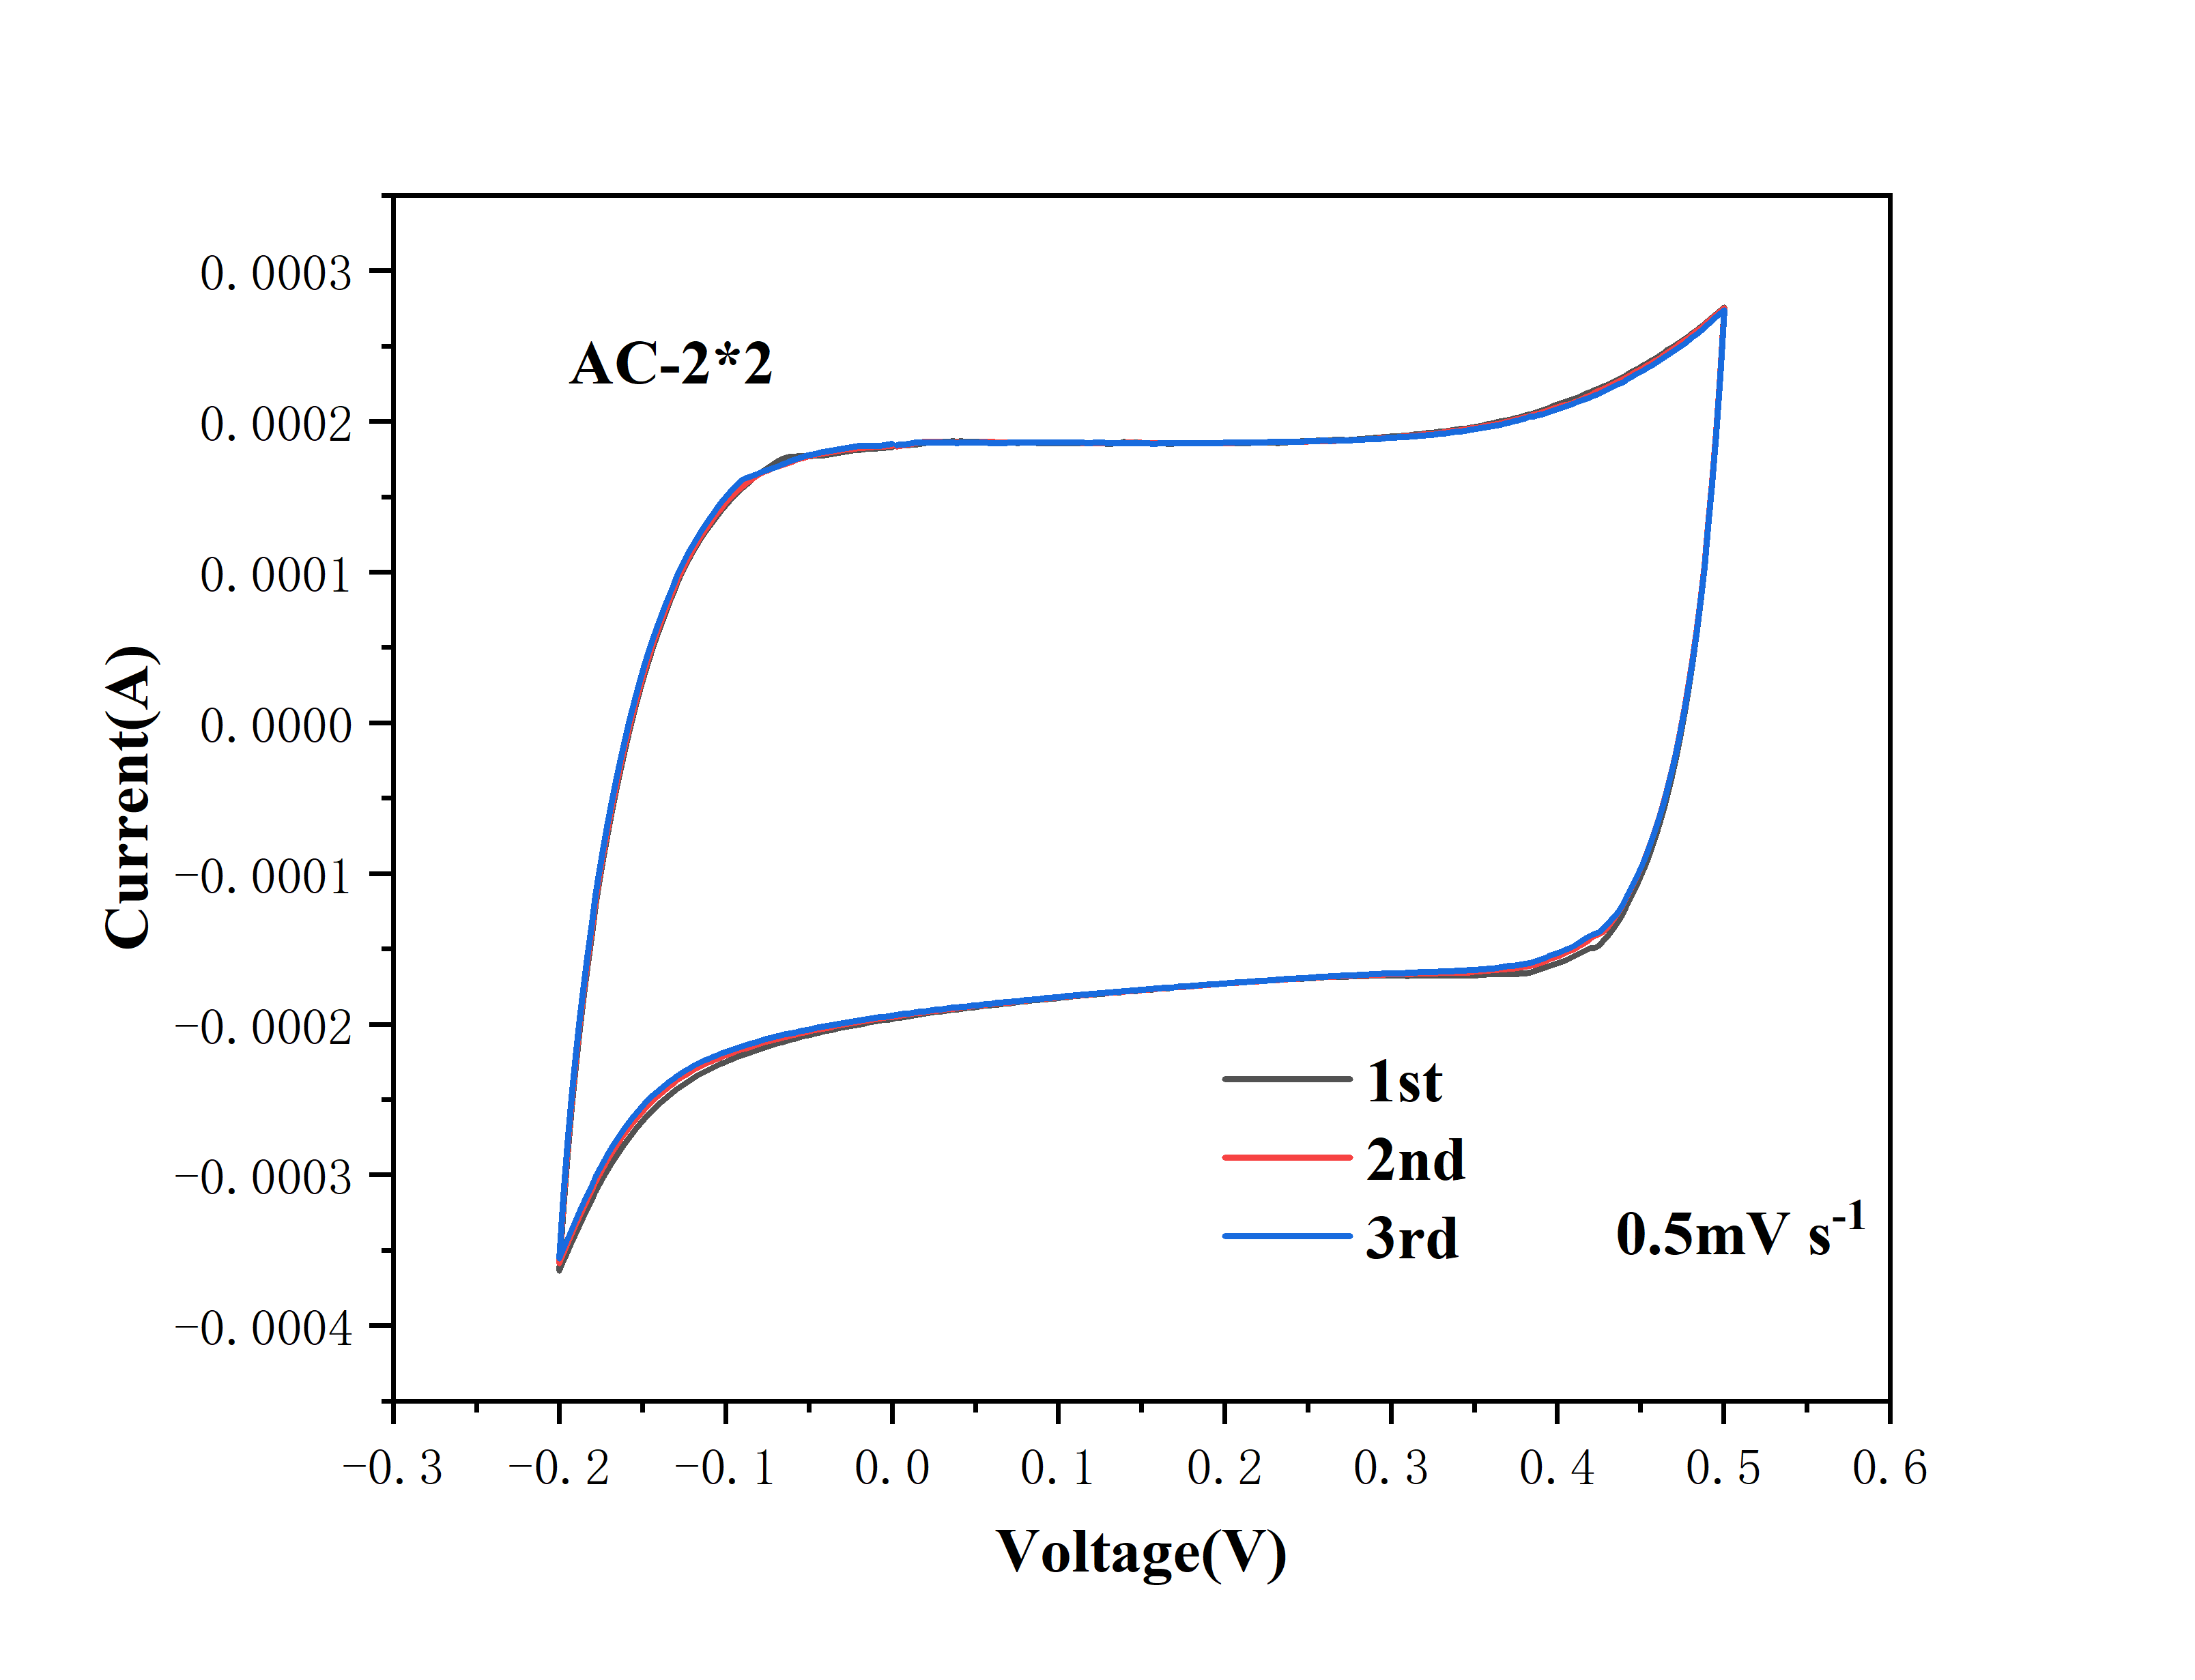 AC-2*2
0.0003
0.0002
0.0001
0.0000
-0.0001
-0.0002
-0.0003
-0.0004
Current(A)
1st
2nd
3rd
0.5mV s⁻¹
-0.3 -0.2 -0.1 0.0 0.1 0.2 0.3 0.4 0.5 0.6
Voltage(V)